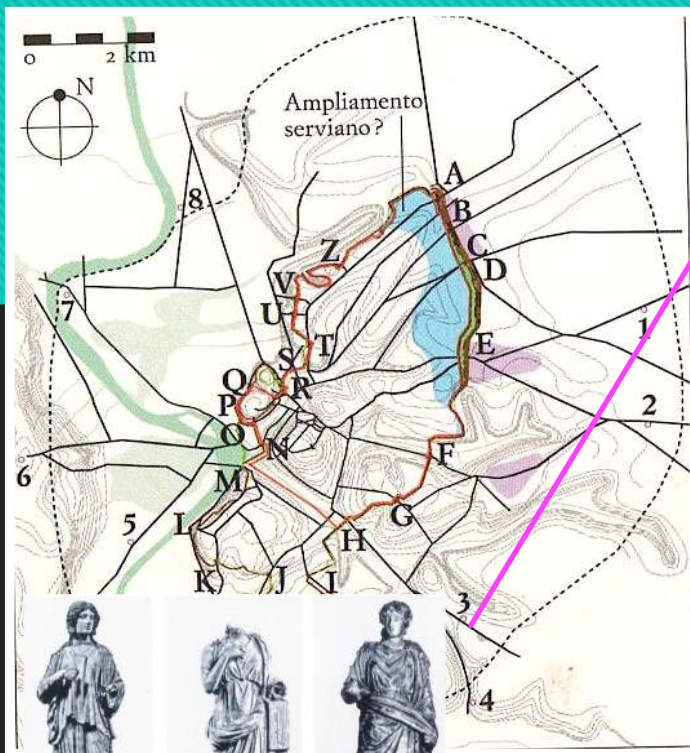 0 2 km
N
Ampliamento
serviano?
A
B
C
D
8
Z
V
7
U
1
T
E
S
Q
R
P
2
O
N
F
6
M
G
5
L
H
K
J
I
3
4